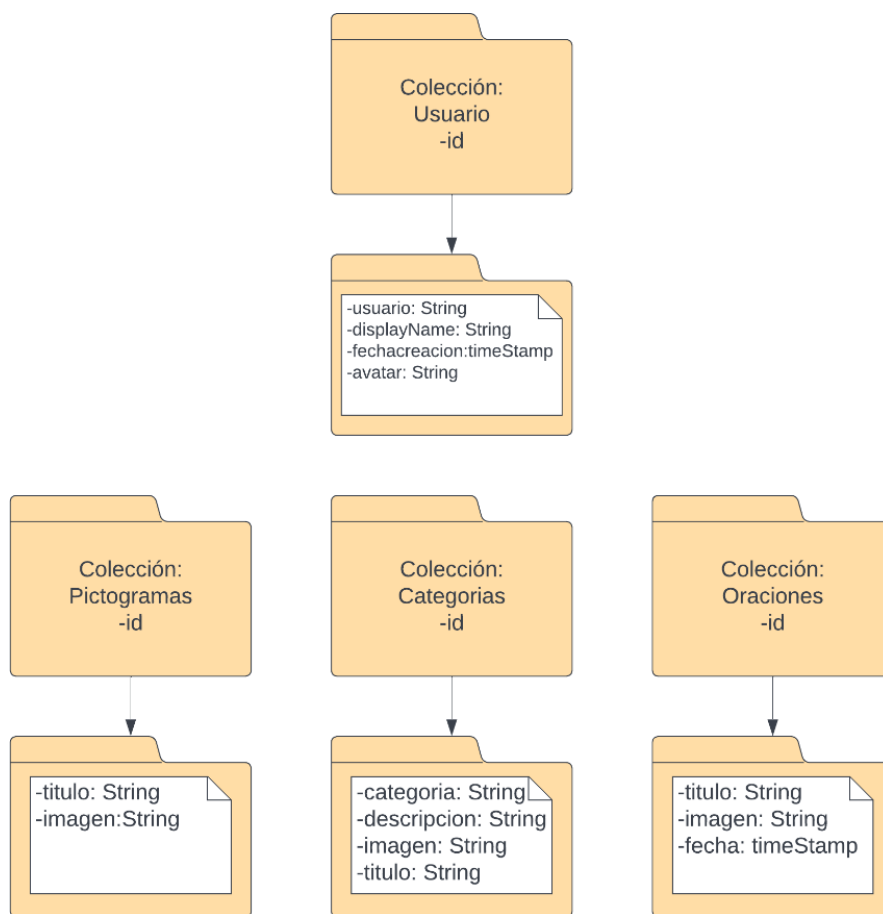 Colección:
Usuario
-id
-usuario: String
-displayName: String
-fechacreacion:timeStamp
-avatar: String
Colección:
Pictogramas
-id
Colección:
Categorias
-id
Colección:
Oraciones
-id
-titulo: String
-imagen:String
-categoria: String
-descripcion: String
-imagen: String
-titulo: String
-titulo: String
-imagen: String
-fecha: timeStamp